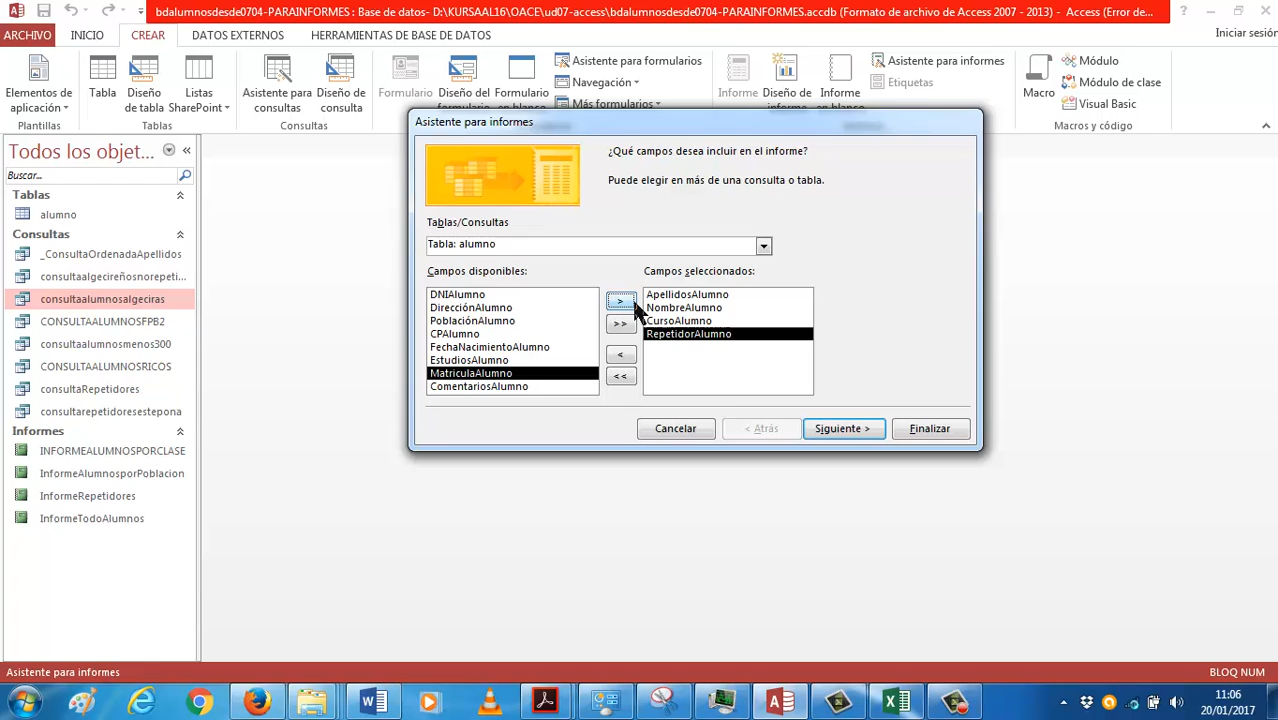 bdalumnosdesde0704-PARAINFORMES : Base de datos- D:\KURSAAL16\OACE\ud07-access\bdalumnosdesde0704-PARAINFORMES.accdb (Formato de archivo de Access 2007 - 2013) - Access (Error de...
ARCHIVO INICIO CREAR DATOS EXTERNOS HERRAMIENTAS DE BASE DE DATOS Iniciar sesión
Elementos de aplicación
Plantillas
Tabla
Diseño de tabla
Listas SharePoint
Tablas
Asistente para consultas
Diseño de consulta
Consultas
Formulario
Diseño del formulario
Formulario en blanco
Asistente para formularios
Navegación
Más formularios
Informe
Diseño de informe
Informe en blanco
Asistente para informes
Etiquetas
Macro
Módulo
Módulo de clase
Visual Basic
Macros y código
Todos los objet...
Buscar...
Tablas
alumno
Consultas
_ConsultaOrdenadaApellidos
consultaalgecireñosnorepeti...
consultaalumnosalgeciras
CONSULTAALUMNOSFPB2
consultaalumnosmenos300
CONSULTAALUMNOSRICOS
consultaRepetidores
consultarepetidoresestepona
Informes
INFORMEALUMNOSPORCLASE
InformeAlumnosporPoblacion
InformeRepetidores
InformeTodoAlumnos
Asistente para informes
¿Qué campos desea incluir en el informe?
Puede elegir en más de una consulta o tabla.
Tablas/Consultas
Tabla: alumno
Campos disponibles:
DNIAlumno
DirecciónAlumno
PoblaciónAlumno
CPAlumno
FechaNacimientoAlumno
EstudiosAlumno
MatriculaAlumno
ComentariosAlumno
>
>>
<
<<
Campos seleccionados:
ApellidosAlumno
NombreAlumno
CursoAlumno
RepetidorAlumno
Cancelar < Atrás Siguiente > Finalizar
Asistente para informes BLOQ NUM
11:06
20/01/2017